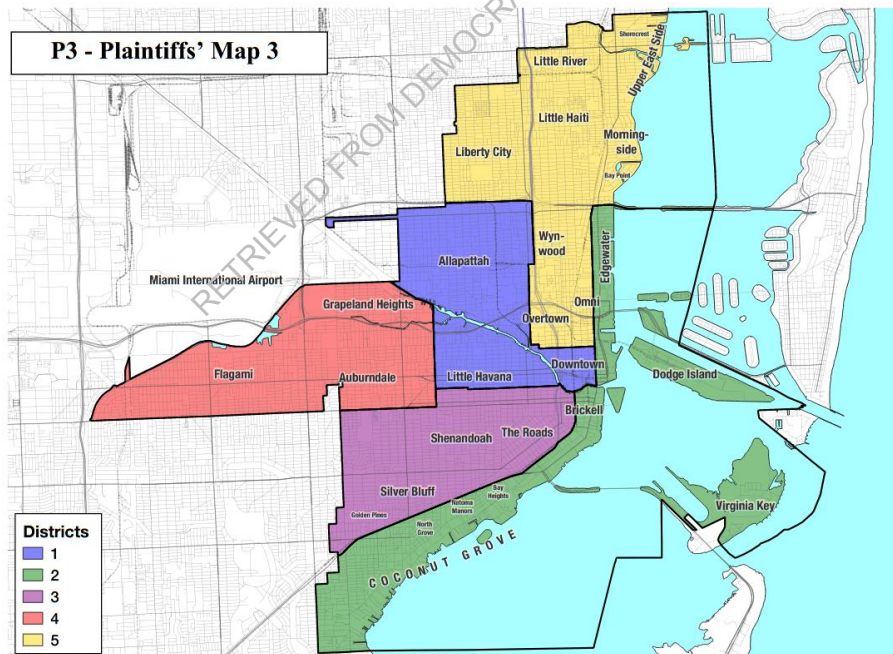 P3 - Plaintiffs' Map 3
RETRIEVED FROM DEMOCRA
Shorecrest
Upper East Side
Little River
Little Haiti
Morning-
side
Liberty City
Bay Point
Wyn-
wood
Edgewater
Allapattah
Miami International Airport
Grapeland Heights
Omni
Overtown
Downtown
Flagami
Auburndale
Little Havana
Dodge Island
Brickell
Shenandoah
The Roads
Silver Bluff
Bay
Heights
Natoma
Manors
Virginia Key
Golden Pines
North
Grove
COCONUT GROVE
Districts
1
2
3
4
5